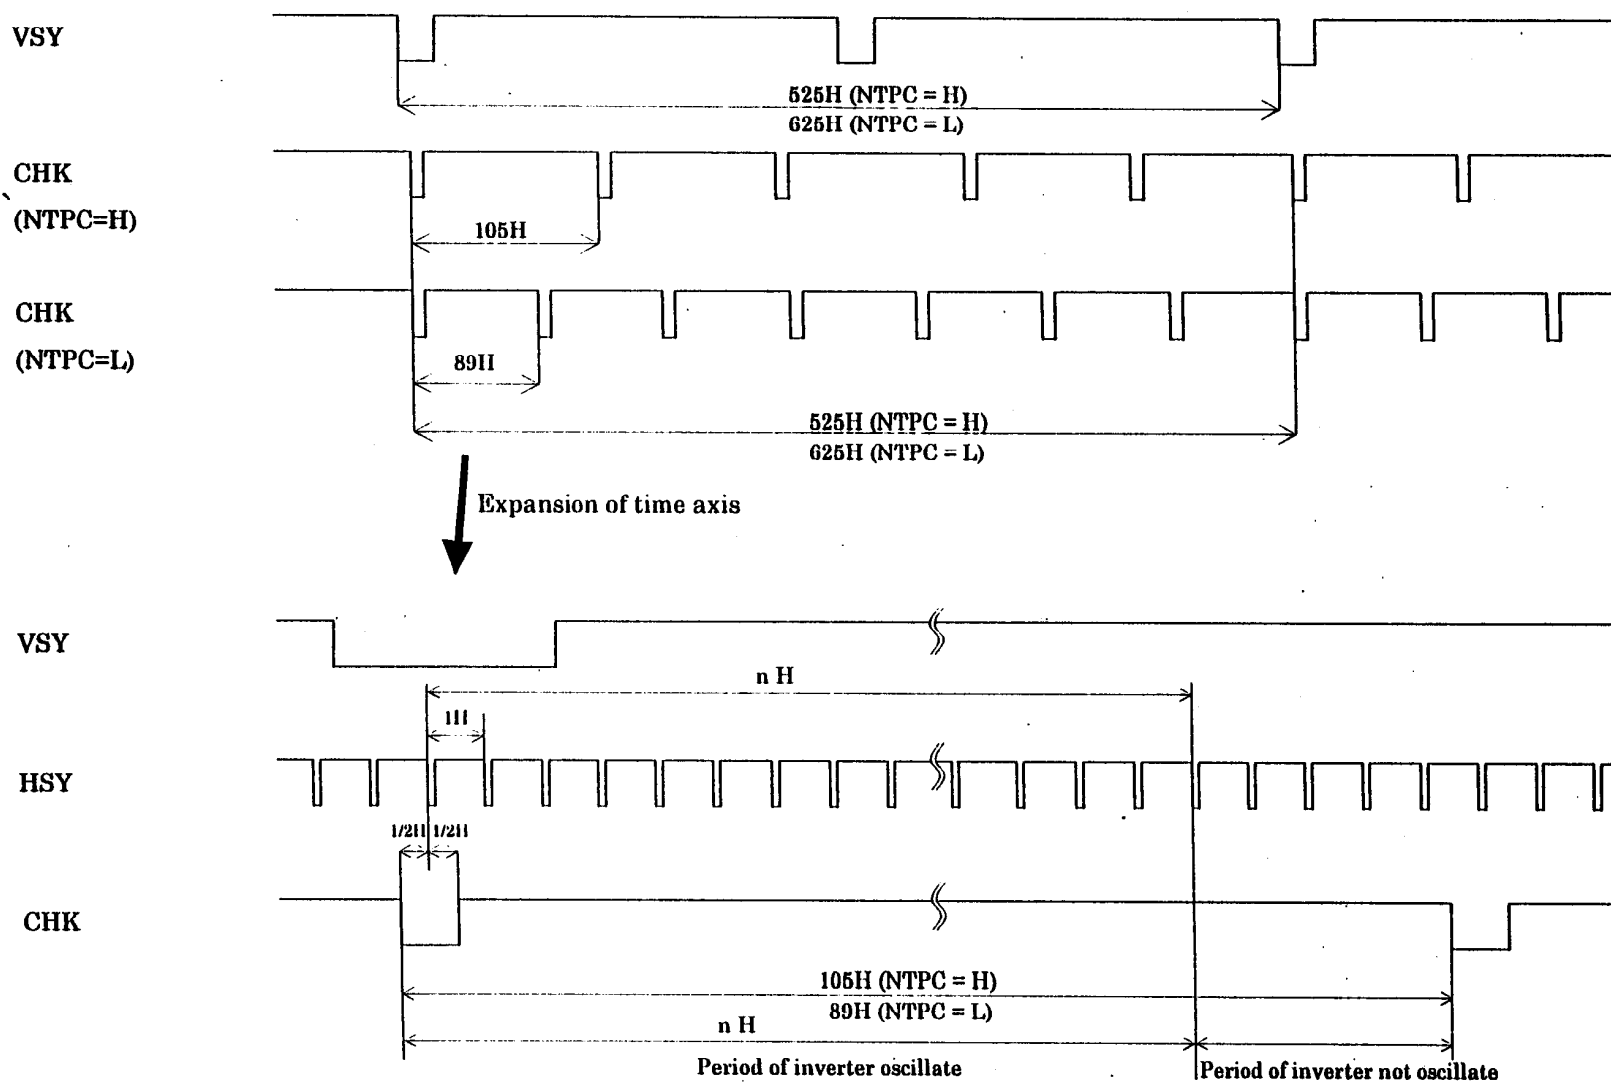 VSY
525H (NTPC = H)
625H (NTPC = L)
CHK
(NTPC=H)
105H
CHK
(NTPC=L)
89H
525H (NTPC = H)
625H (NTPC = L)
Expansion of time axis
VSY
n H
1H
HSY
1/2H 1/2H
CHK
105H (NTPC = H)
89H (NTPC = L)
n H
Period of inverter oscillate
Period of inverter not oscillate